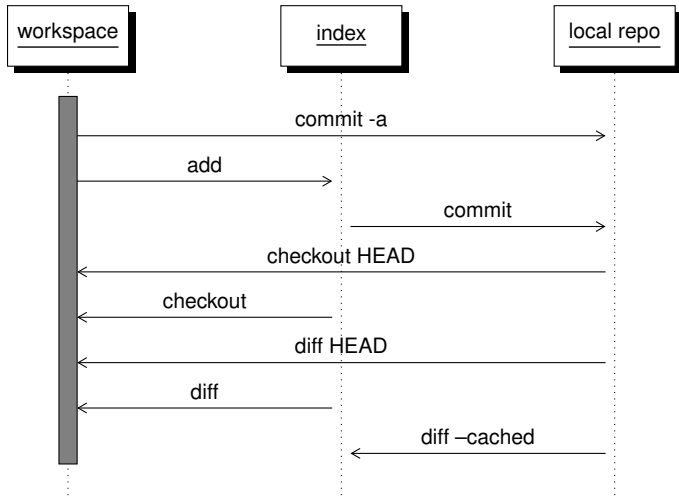 workspace
index
local repo
commit -a
add
commit
checkout HEAD
checkout
diff HEAD
diff
diff –cached